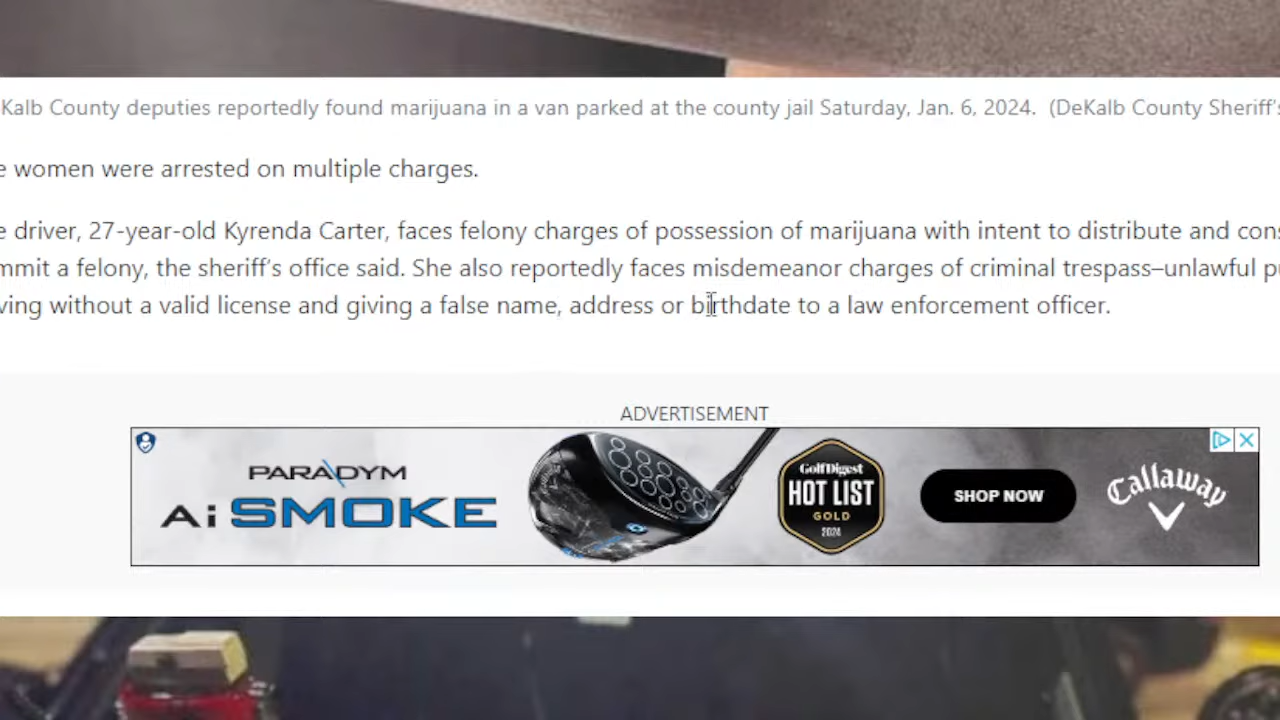 Kalb County deputies reportedly found marijuana in a van parked at the county jail Saturday, Jan. 6, 2024. (DeKalb County Sheriff's
women were arrested on multiple charges.
driver, 27-year-old Kyrenda Carter, faces felony charges of possession of marijuana with intent to distribute and cons
mmit a felony, the sheriff's office said. She also reportedly faces misdemeanor charges of criminal trespass–unlawful pu
ving without a valid license and giving a false name, address or birthdate to a law enforcement officer.
ADVERTISEMENT
PARADYM
Ai SMOKE
GolfDigest
HOT LIST
GOLD
2024
SHOP NOW
Callaway